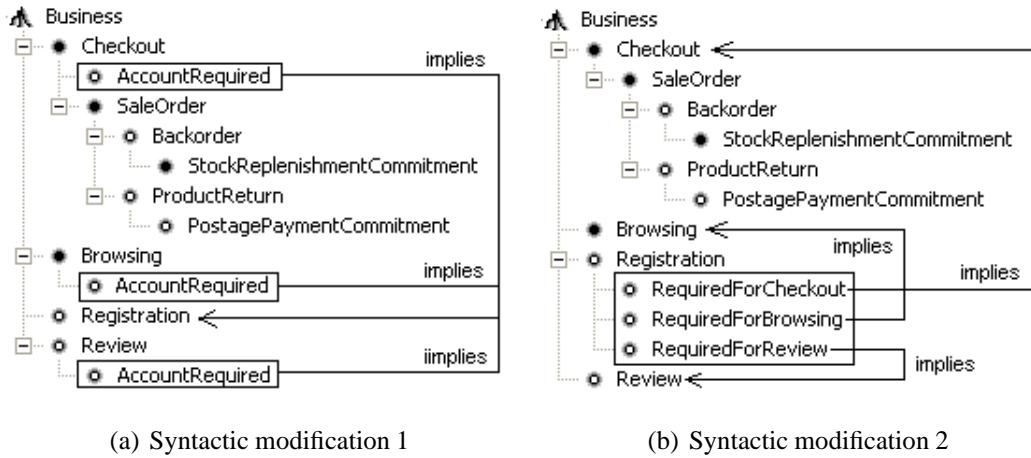 Business
Checkout
AccountRequired
implies
SaleOrder
Backorder
StockReplenishmentCommitment
ProductReturn
PostagePaymentCommitment
Browsing
AccountRequired
implies
Registration
Review
AccountRequired
iimplies
(a) Syntactic modification 1
Business
Checkout
SaleOrder
Backorder
StockReplenishmentCommitment
ProductReturn
PostagePaymentCommitment
Browsing
implies
Registration
implies
RequiredForCheckout
RequiredForBrowsing
RequiredForReview
implies
Review
(b) Syntactic modification 2